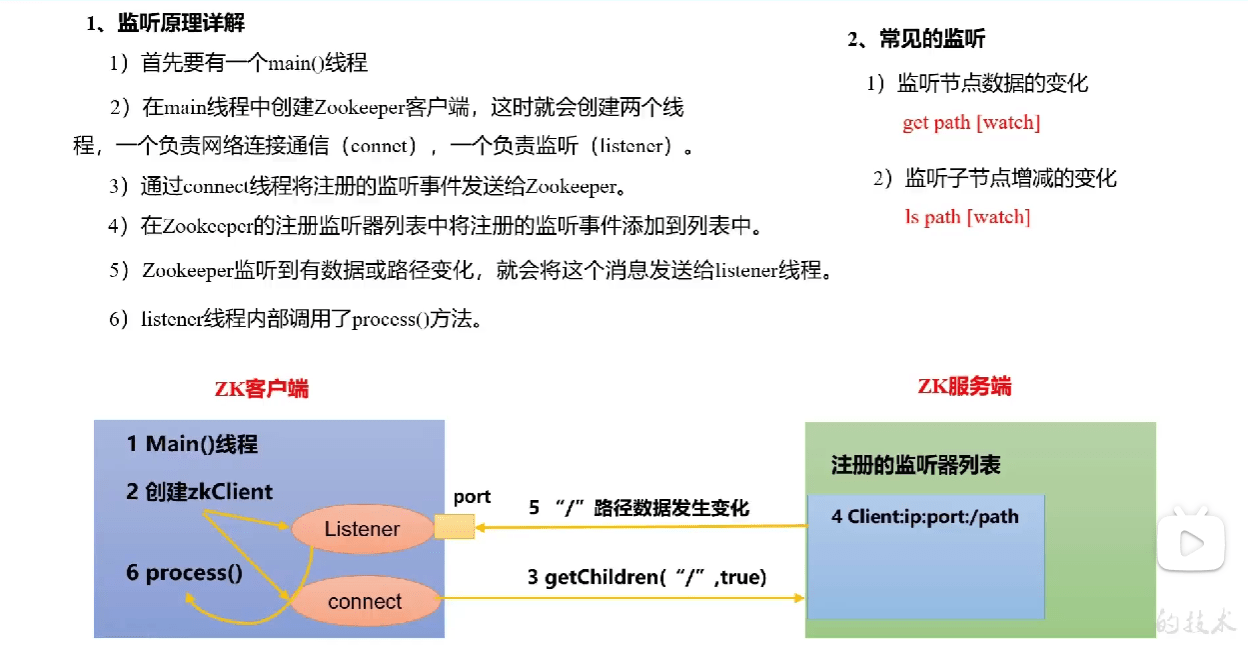 1、监听原理详解
1）首先要有一个main()线程
2）在main线程中创建Zookeeper客户端，这时就会创建两个线
程，一个负责网络连接通信（connet），一个负责监听（listener）。
3）通过connect线程将注册的监听事件发送给Zookeeper。
4）在Zookeeper的注册监听器列表中将注册的监听事件添加到列表中。
5）Zookeeper监听到有数据或路径变化，就会将这个消息发送给listener线程。
6）listener线程内部调用了process()方法。
2、常见的监听
1）监听节点数据的变化
get path [watch]
2）监听子节点增减的变化
ls path [watch]
ZK客户端
1 Main()线程
2 创建zkClient
Listener
6 process()
connect
port
5 “/”路径数据发生变化
3 getChildren(“/”,true)
ZK服务端
注册的监听器列表
4 Client:ip:port:/path
的技术